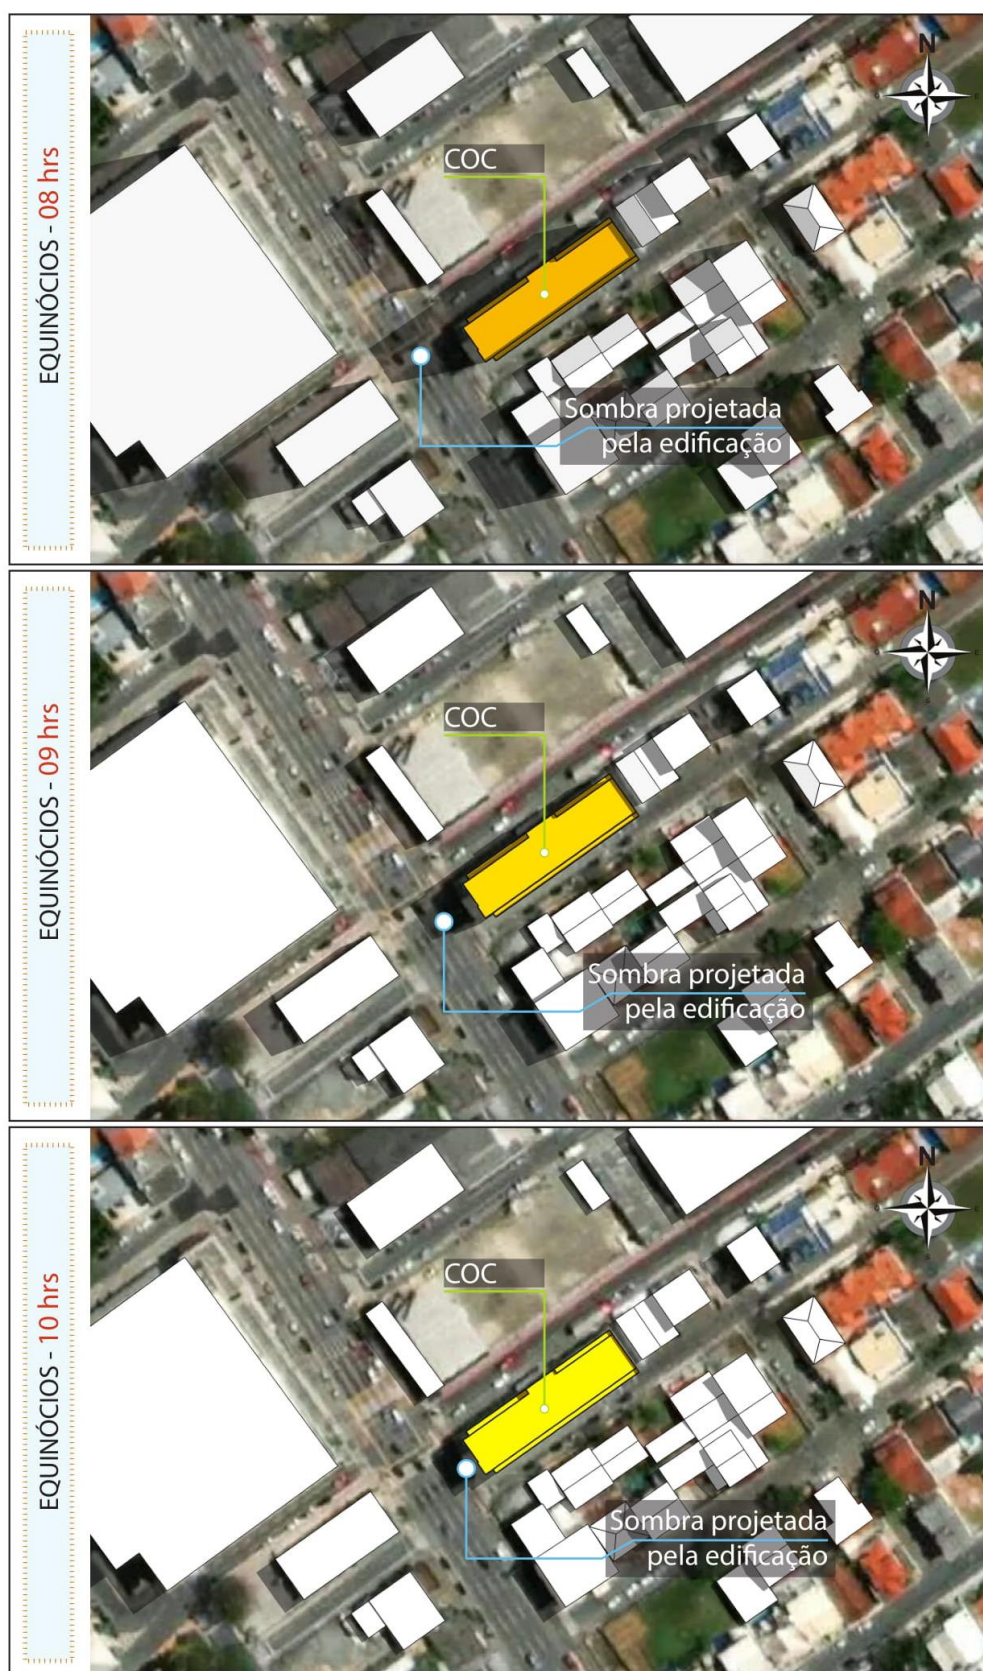 EQUINÓCIOS - 08 hrs
N
COC
Sombra projetada
pela edificação
EQUINÓCIOS - 09 hrs
N
COC
Sombra projetada
pela edificação
EQUINÓCIOS - 10 hrs
N
COC
Sombra projetada
pela edificação